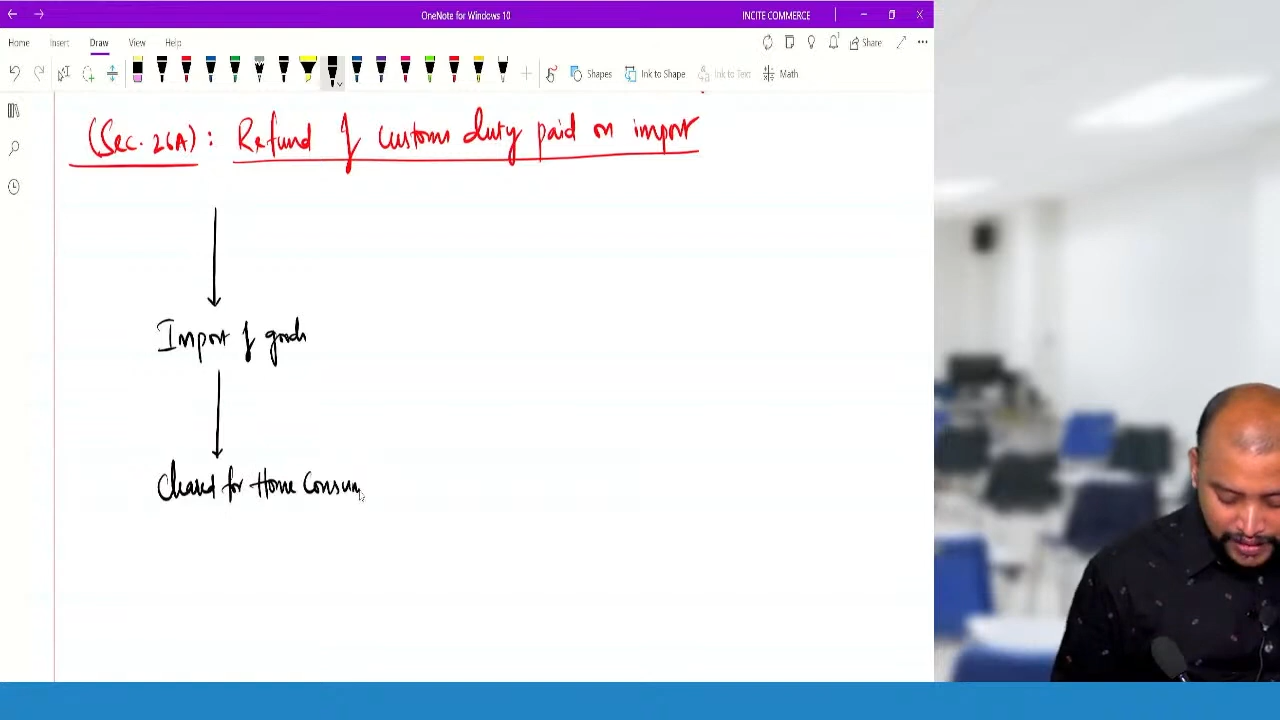 OneNote for Windows 10
INCITE COMMERCE
Home Insert Draw View Help
Share
Shapes Ink to Shape Ink to Text Math
(Sec. 26A) : Refund of customs duty paid on import
Import of goods
Cleared for Home Consum